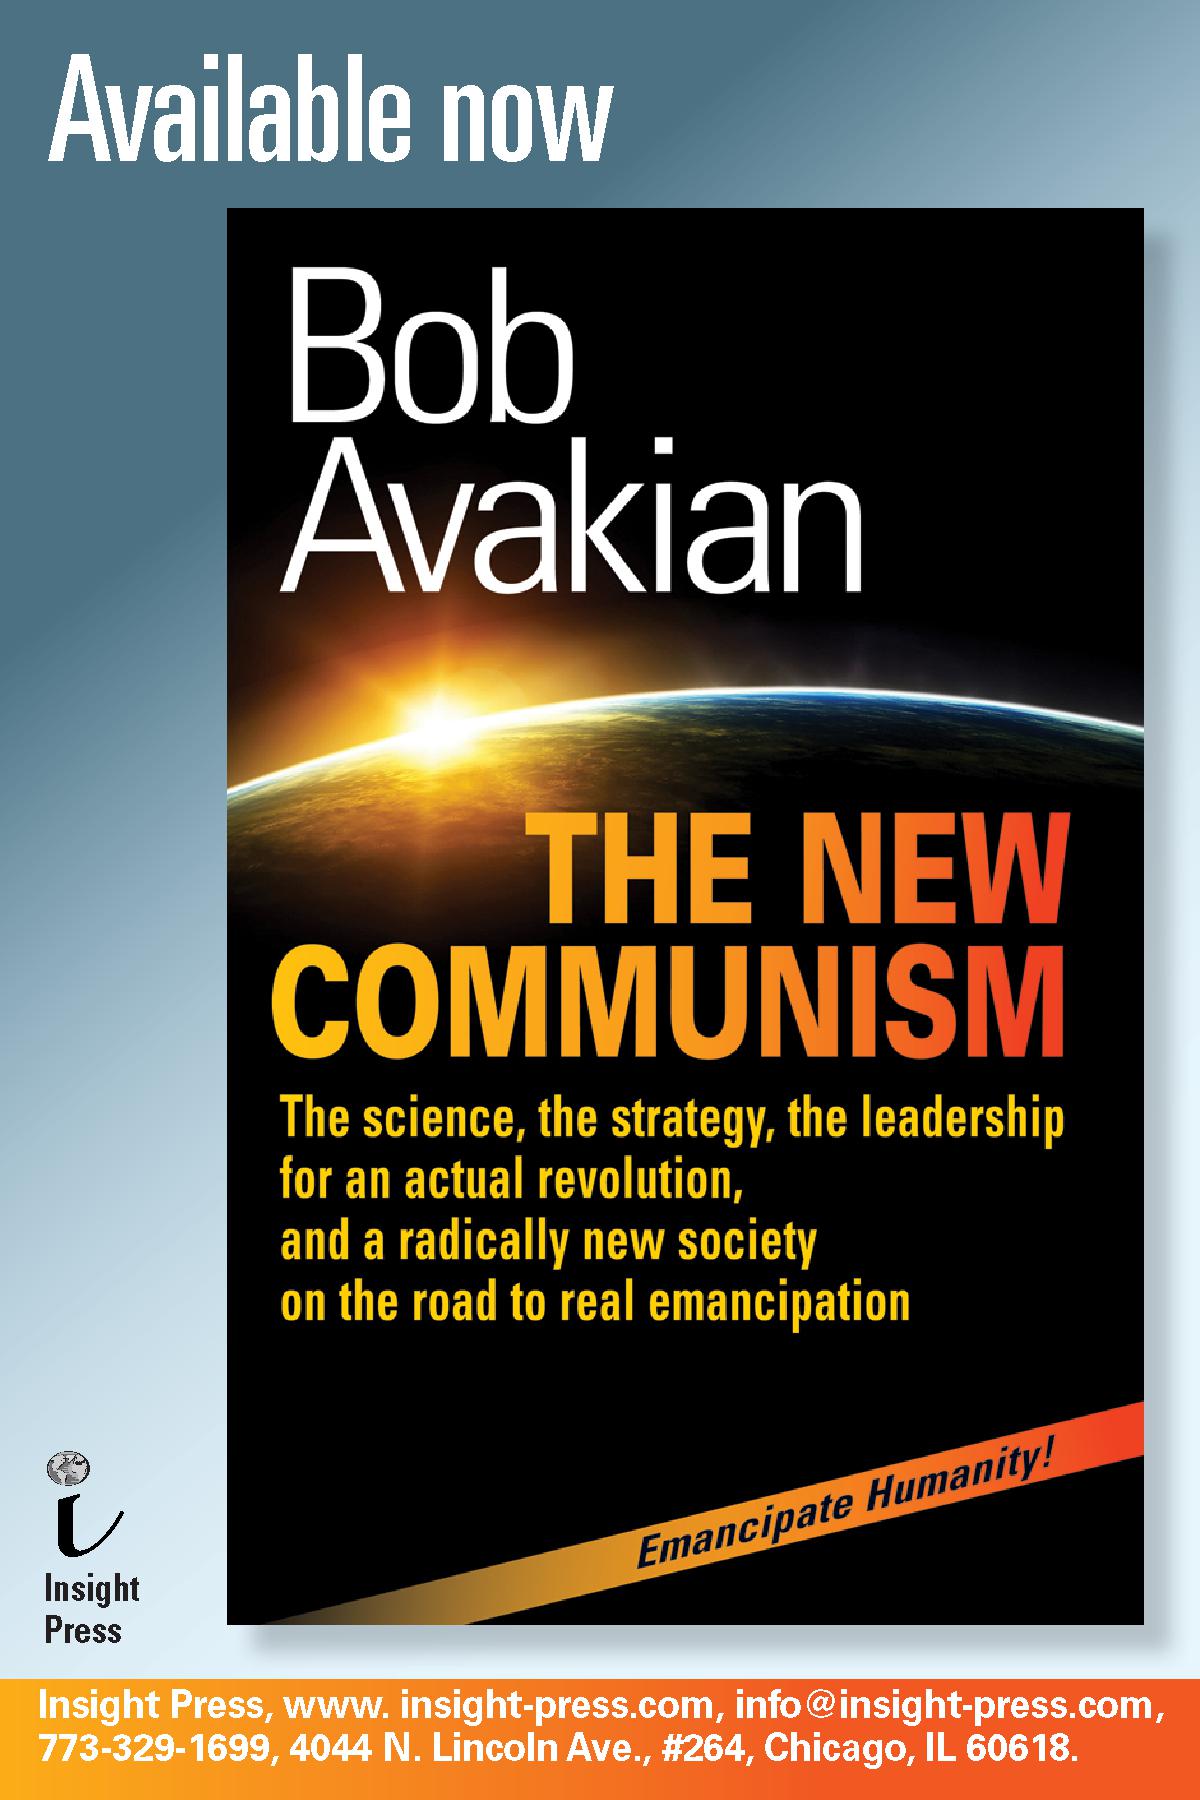 Available now
Bob
Avakian
THE NEW
COMMUNISM
The science, the strategy, the leadership
for an actual revolution,
and a radically new society
on the road to real emancipation
Emancipate Humanity!
Insight
Press
Insight Press, www. insight-press.com, info@insight-press.com,
773-329-1699, 4044 N. Lincoln Ave., #264, Chicago, IL 60618.